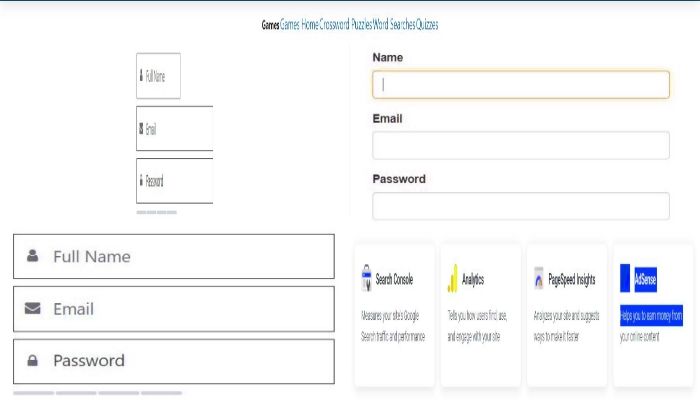 Games Games Home Crossword Puzzles Word Searches Quizzes
Full Name
Email
Password
Name
Email
Password
Full Name
Email
Password
Search Console
Measures your site's Google
Search traffic and performance
Analytics
Tells you how users find, use,
and engage with your site
PageSpeed Insights
Analyzes your site and suggests
ways to make it faster
AdSense
Helps you to earn money from
your online content